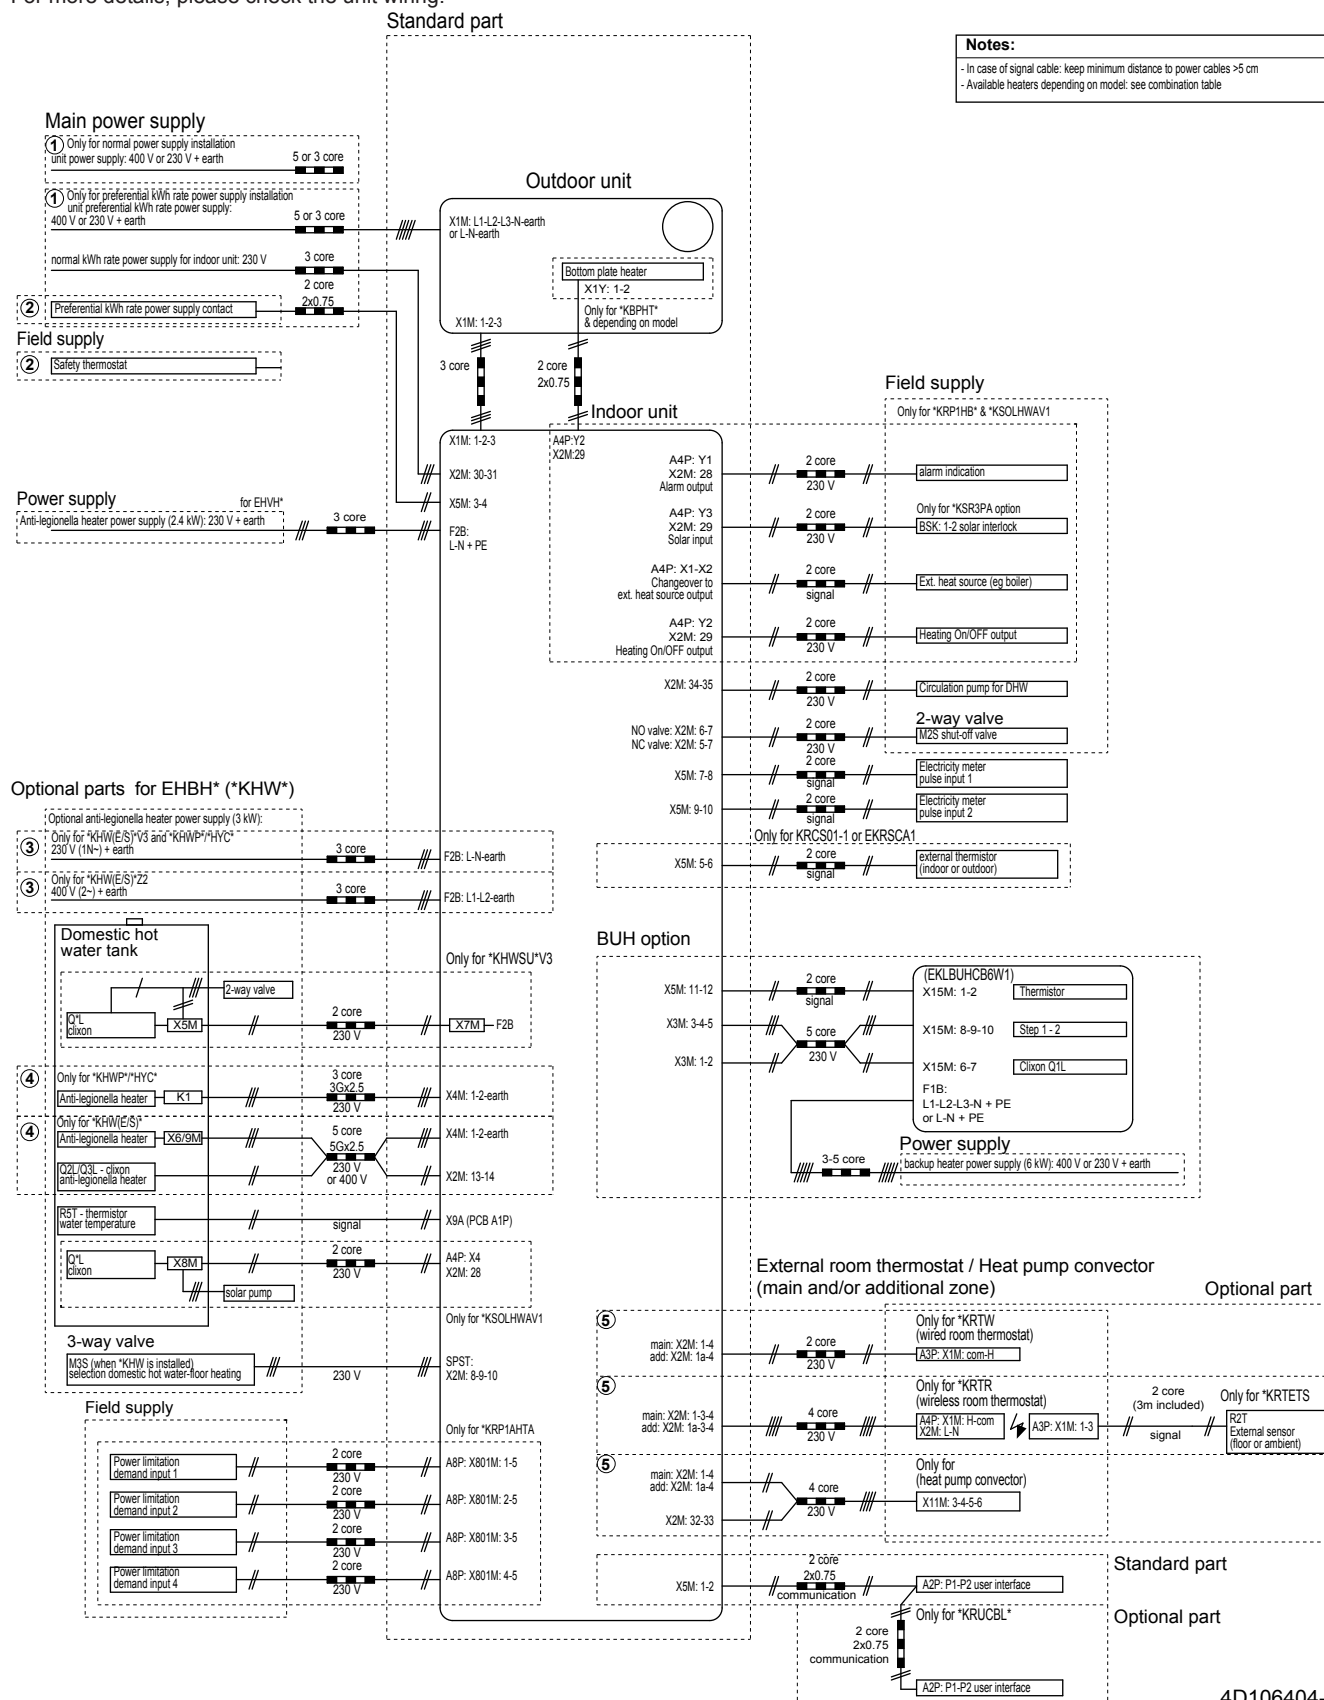 For more details, please check the unit wiring.
Standard part
Notes:
- In case of signal cable: keep minimum distance to power cables >5 cm
- Available heaters depending on model: see combination table
Main power supply
1 Only for normal power supply installation
unit power supply: 400 V or 230 V + earth
5 or 3 core
1 Only for preferential kWh rate power supply installation
unit preferential kWh rate power supply:
400 V or 230 V + earth
5 or 3 core
normal kWh rate power supply for indoor unit: 230 V
3 core
2 core
2x0.75
2 Preferential kWh rate power supply contact
Field supply
2 Safety thermostat
Outdoor unit
X1M: L1-L2-L3-N-earth
or L-N-earth
Bottom plate heater
X1Y: 1-2
Only for *KBPHT*
& depending on model
X1M: 1-2-3
3 core
2 core
2x0.75
Indoor unit
X1M: 1-2-3
A4P:Y2
X2M:29
X2M: 30-31
X5M: 3-4
F2B:
L-N + PE
Power supply
for EHVH*
Anti-legionella heater power supply (2.4 kW): 230 V + earth
3 core
Field supply
Only for *KRP1HB* & *KSOLHWAV1
A4P: Y1
X2M: 28
Alarm output
2 core
230 V
alarm indication
A4P: Y3
X2M: 29
Solar input
2 core
230 V
Only for *KSR3PA option
BSK: 1-2 solar interlock
A4P: X1-X2
Changeover to
ext. heat source output
2 core
signal
Ext. heat source (eg boiler)
A4P: Y2
X2M: 29
Heating On/OFF output
2 core
230 V
Heating On/OFF output
X2M: 34-35
2 core
230 V
Circulation pump for DHW
2-way valve
NO valve: X2M: 6-7
NC valve: X2M: 5-7
2 core
230 V
M2S shut-off valve
X5M: 7-8
2 core
signal
Electricity meter
pulse input 1
X5M: 9-10
2 core
signal
Electricity meter
pulse input 2
Only for KRCS01-1 or EKRSCA1
X5M: 5-6
2 core
signal
external thermistor
(indoor or outdoor)
Optional parts for EHBH* (*KHW*)
Optional anti-legionella heater power supply (3 kW):
3 Only for *KHW(E/S)*V3 and *KHWP*/*HYC*
230 V (1N~) + earth
3 core
F2B: L-N-earth
3 Only for *KHW(E/S)*Z2
400 V (2~) + earth
3 core
F2B: L1-L2-earth
Domestic hot
water tank
Only for *KHWSU*V3
2-way valve
Q*L
clixon
X5M
2 core
230 V
X7M
F2B
4 Only for *KHWP*/*HYC*
Anti-legionella heater
K1
3 core
3Gx2.5
230 V
X4M: 1-2-earth
4 Only for *KHW(E/S)*
Anti-legionella heater
X6/9M
5 core
5Gx2.5
230 V
or 400 V
X4M: 1-2-earth
Q2L/Q3L - clixon
anti-legionella heater
X2M: 13-14
R5T - thermistor
water temperature
signal
X9A (PCB A1P)
Q*L
clixon
X8M
solar pump
2 core
230 V
A4P: X4
X2M: 28
Only for *KSOLHWAV1
3-way valve
M3S (when *KHW is installed)
selection domestic hot water-floor heating
230 V
SPST:
X2M: 8-9-10
Field supply
Only for *KRP1AHTA
Power limitation
demand input 1
2 core
230 V
A8P: X801M: 1-5
Power limitation
demand input 2
2 core
230 V
A8P: X801M: 2-5
Power limitation
demand input 3
2 core
230 V
A8P: X801M: 3-5
Power limitation
demand input 4
2 core
230 V
A8P: X801M: 4-5
BUH option
(EKLBUHCB6W1)
X5M: 11-12
2 core
signal
X15M: 1-2
Thermistor
X3M: 3-4-5
5 core
230 V
X15M: 8-9-10
Step 1 - 2
X3M: 1-2
X15M: 6-7
Clixon Q1L
F1B:
L1-L2-L3-N + PE
or L-N + PE
Power supply
3-5 core
backup heater power supply (6 kW): 400 V or 230 V + earth
External room thermostat / Heat pump convector
(main and/or additional zone)
Optional part
5
main: X2M: 1-4
add: X2M: 1a-4
2 core
230 V
Only for *KRTW
(wired room thermostat)
A3P: X1M: com-H
5
main: X2M: 1-3-4
add: X2M: 1a-3-4
4 core
230 V
Only for *KRTR
(wireless room thermostat)
A4P: X1M: H-com
X2M: L-N
A3P: X1M: 1-3
2 core
(3m included)
signal
Only for *KRTETS
R2T
External sensor
(floor or ambient)
5
main: X2M: 1-4
add: X2M: 1a-4
X2M: 32-33
4 core
230 V
Only for
(heat pump convector)
X11M: 3-4-5-6
Standard part
X5M: 1-2
2 core
2x0.75
communication
A2P: P1-P2 user interface
Optional part
Only for *KRUCBL*
2 core
2x0.75
communication
A2P: P1-P2 user interface
4D106404-